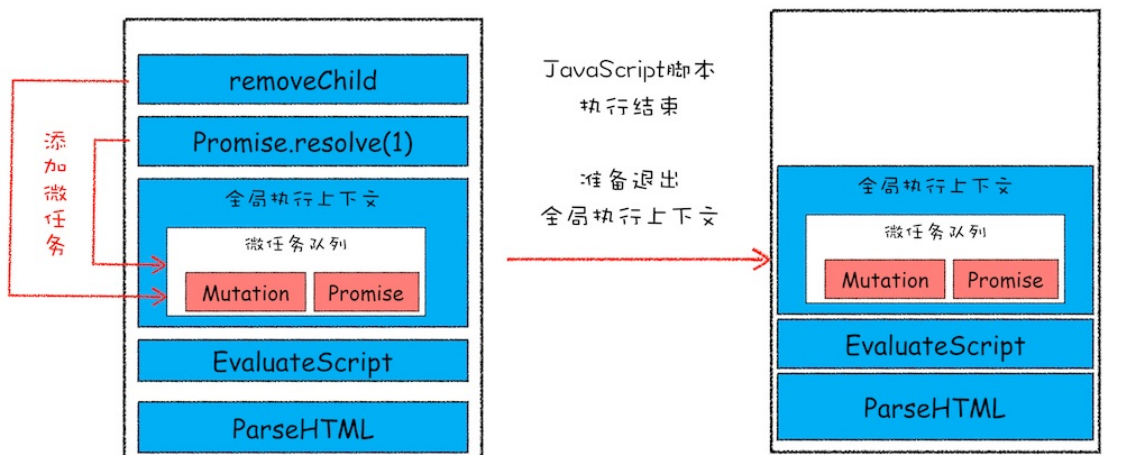 removeChild
Promise.resolve(1)
添加微任务
全局执行上下文
微任务队列
Mutation
Promise
EvaluateScript
ParseHTML
JavaScript脚本
执行结束
准备退出
全局执行上下文
全局执行上下文
微任务队列
Mutation
Promise
EvaluateScript
ParseHTML